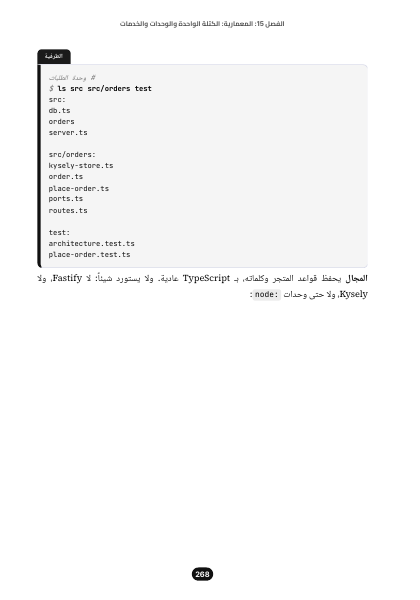 الفصل 15: المعمارية: الكتلة الواحدة والوحدات والخدمات
الطرفية
# وحدة الطلبات
$ ls src src/orders test
src:
db.ts
orders
server.ts
src/orders:
kysely-store.ts
order.ts
place-order.ts
ports.ts
routes.ts
test:
architecture.test.ts
place-order.test.ts
المجال يحفظ قواعد المتجر وكلماته، بـ TypeScript عادية. ولا يستورد شيئاً: لا Fastify، ولا
Kysely، ولا حتى وحدات node: :
268